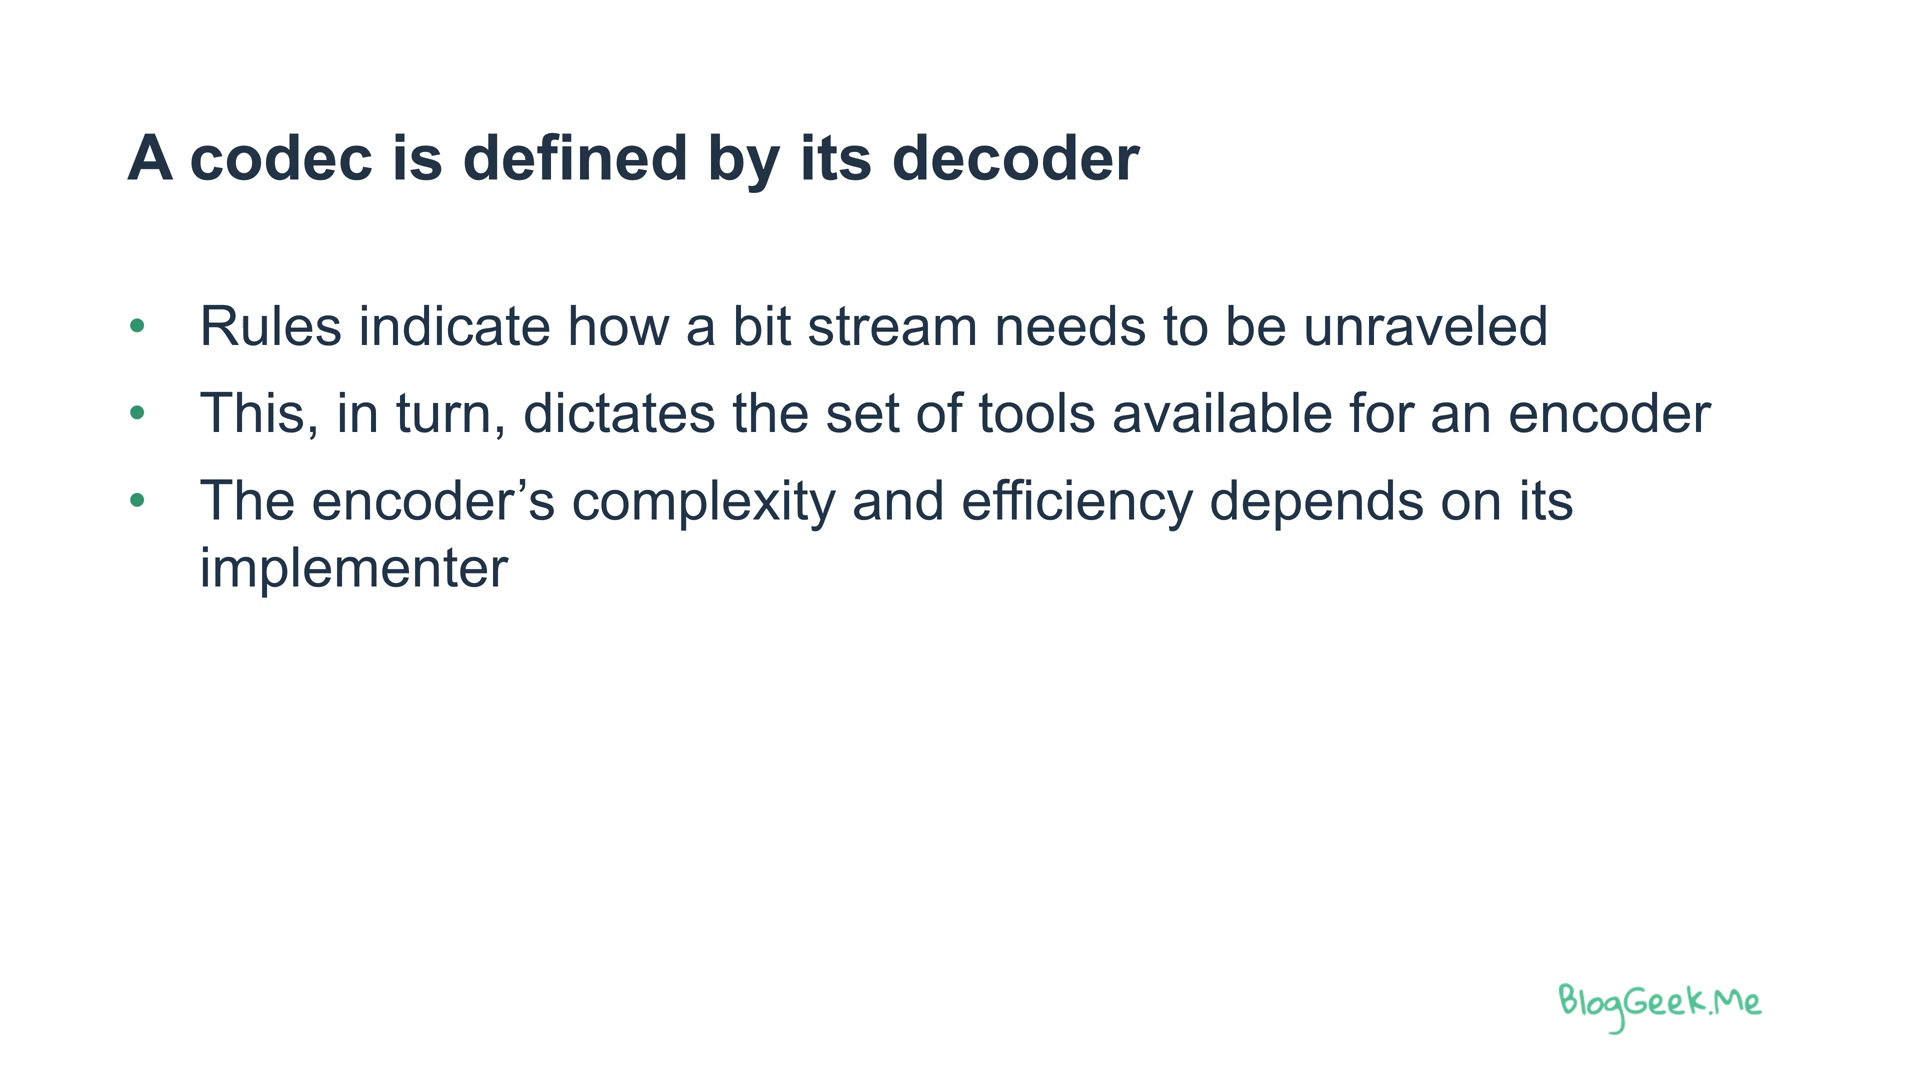 A codec is defined by its decoder
• Rules indicate how a bit stream needs to be unraveled
• This, in turn, dictates the set of tools available for an encoder
• The encoder’s complexity and efficiency depends on its
implementer
BlogGeek.Me